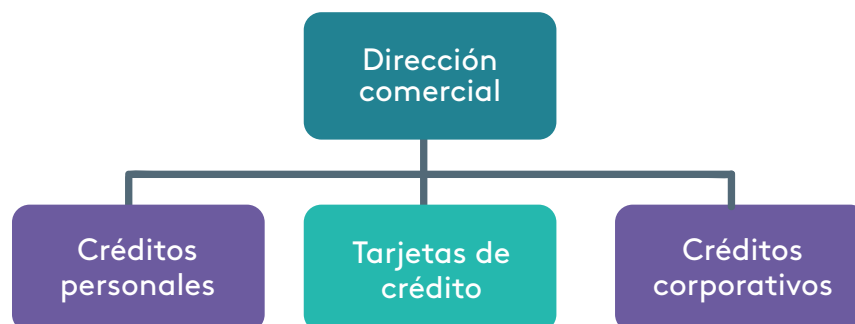 Dirección
comercial
Créditos
personales
Tarjetas de
crédito
Créditos
corporativos